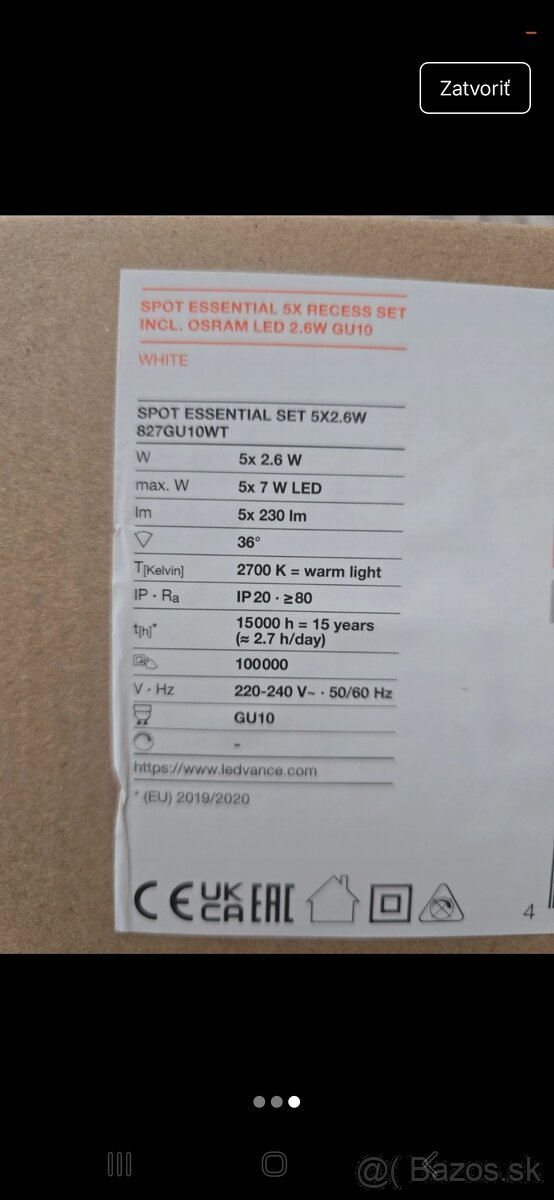 Zatvoriť
SPOT ESSENTIAL 5X RECESS SET
INCL. OSRAM LED 2.6W GU10
WHITE
SPOT ESSENTIAL SET 5X2.6W
827GU10WT
W 5x 2.6 W
max. W 5x 7 W LED
lm 5x 230 lm
36°
T[Kelvin] 2700 K = warm light
IP · Ra IP20 · ≥80
t[h]* 15000 h = 15 years
(≈ 2.7 h/day)
100000
V · Hz 220-240 V~ · 50/60 Hz
GU10
-
https://www.ledvance.com
* (EU) 2019/2020
CE UK CA EAC
4
@( Bazos.sk